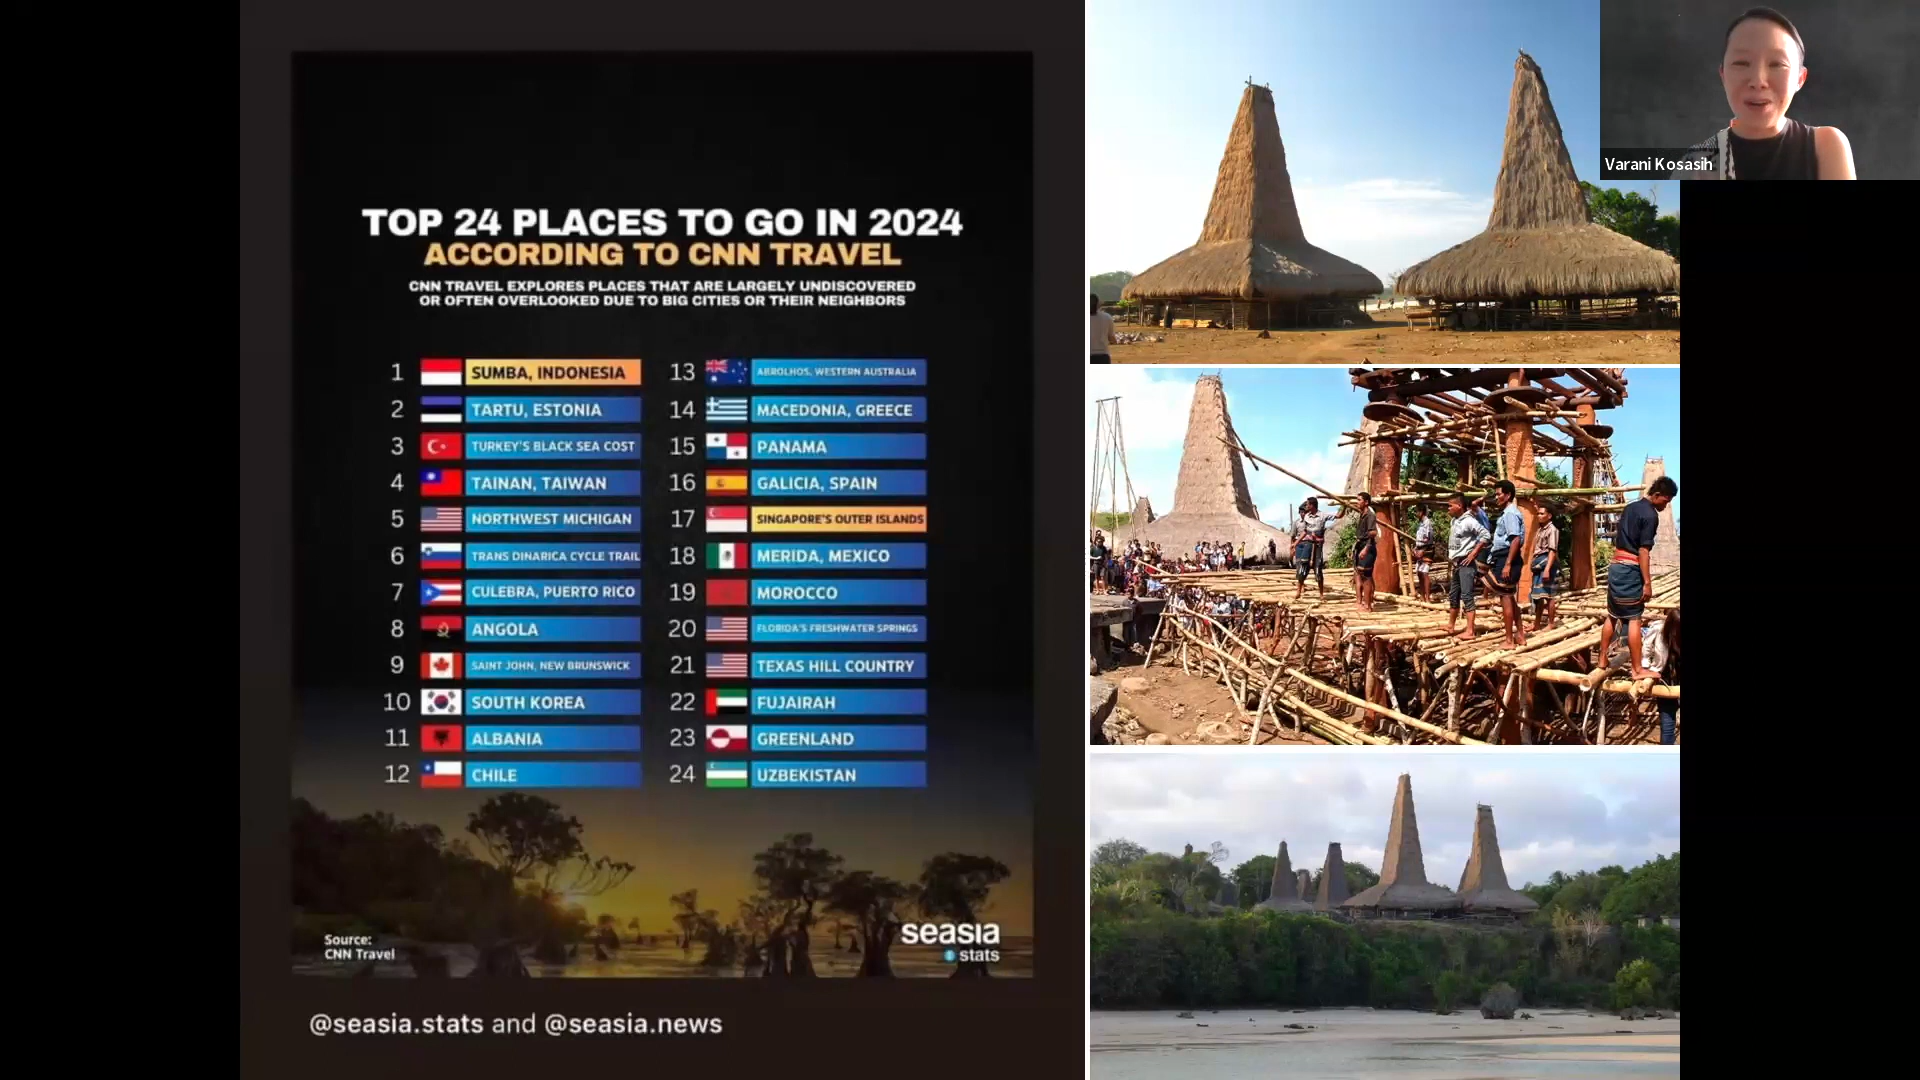 TOP 24 PLACES TO GO IN 2024
ACCORDING TO CNN TRAVEL
CNN TRAVEL EXPLORES PLACES THAT ARE LARGELY UNDISCOVERED
OR OFTEN OVERLOOKED DUE TO BIG CITIES OR THEIR NEIGHBORS
1 SUMBA, INDONESIA
2 TARTU, ESTONIA
3 TURKEY'S BLACK SEA COST
4 TAINAN, TAIWAN
5 NORTHWEST MICHIGAN
6 TRANS DINARICA CYCLE TRAIL
7 CULEBRA, PUERTO RICO
8 ANGOLA
9 SAINT JOHN, NEW BRUNSWICK
10 SOUTH KOREA
11 ALBANIA
12 CHILE
13 ABROLHOS, WESTERN AUSTRALIA
14 MACEDONIA, GREECE
15 PANAMA
16 GALICIA, SPAIN
17 SINGAPORE'S OUTER ISLANDS
18 MERIDA, MEXICO
19 MOROCCO
20 FLORIDA'S FRESHWATER SPRINGS
21 TEXAS HILL COUNTRY
22 FUJAIRAH
23 GREENLAND
24 UZBEKISTAN
Source:
CNN Travel
seasia
stats
@seasia.stats and @seasia.news
Varani Kosasih